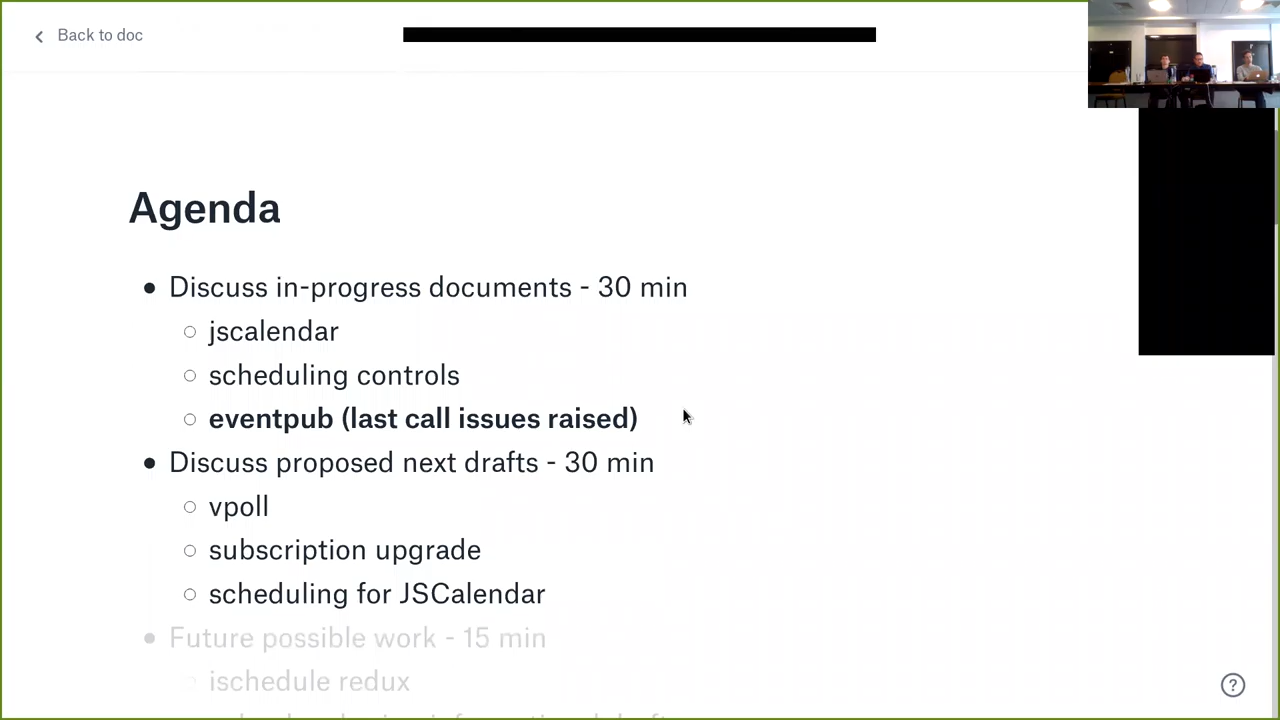 Back to doc
Agenda
Discuss in-progress documents - 30 min
jscalendar
scheduling controls
eventpub (last call issues raised)
Discuss proposed next drafts - 30 min
vpoll
subscription upgrade
scheduling for JSCalendar
Future possible work - 15 min
ischedule redux
?